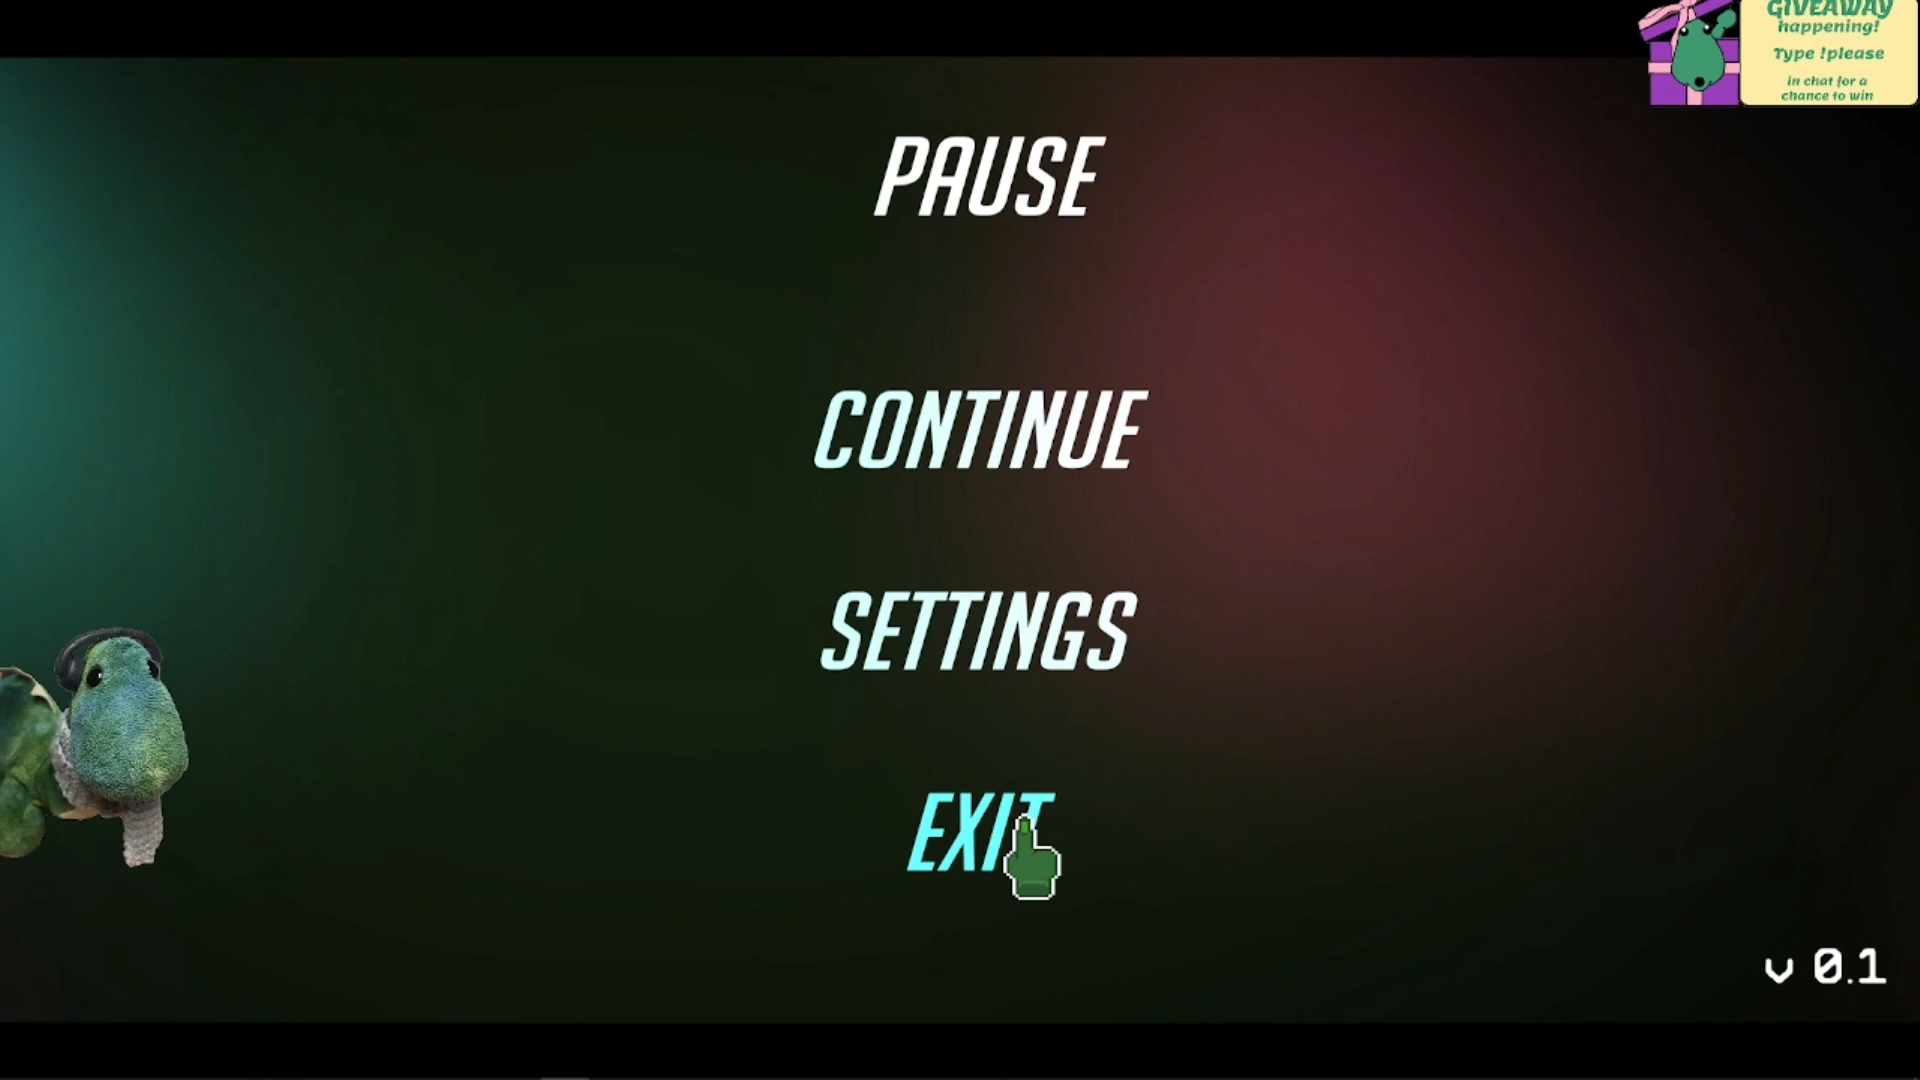 GIVEAWAY
happening!
Type !please
in chat for a
chance to win
PAUSE
CONTINUE
SETTINGS
EXIT
v 0.1